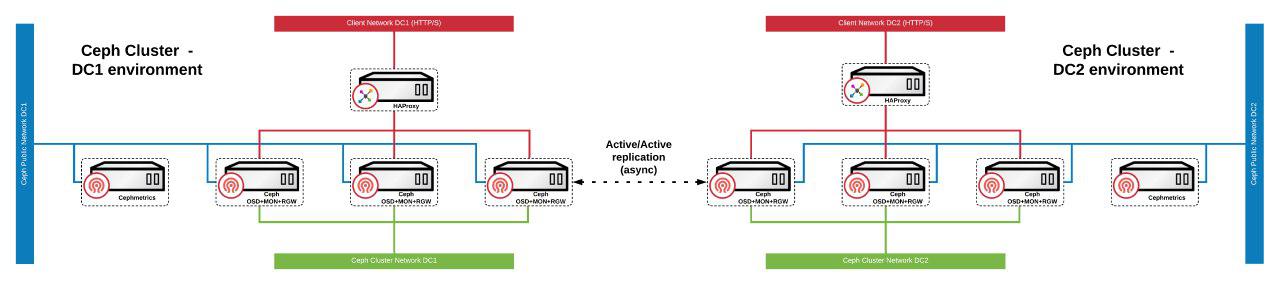 Client Network DC1 (HTTP/S)
Client Network DC2 (HTTP/S)
Ceph Cluster -
DC1 environment
Ceph Cluster -
DC2 environment
HAProxy
HAProxy
Ceph Public Network DC1
Ceph Public Network DC2
Active/Active
replication
(async)
Cephmetrics
Ceph
OSD+MON+RGW
Ceph
OSD+MON+RGW
Ceph
OSD+MON+RGW
Ceph
OSD+MON+RGW
Ceph
OSD+MON+RGW
Ceph
OSD+MON+RGW
Cephmetrics
Ceph Cluster Network DC1
Ceph Cluster Network DC2